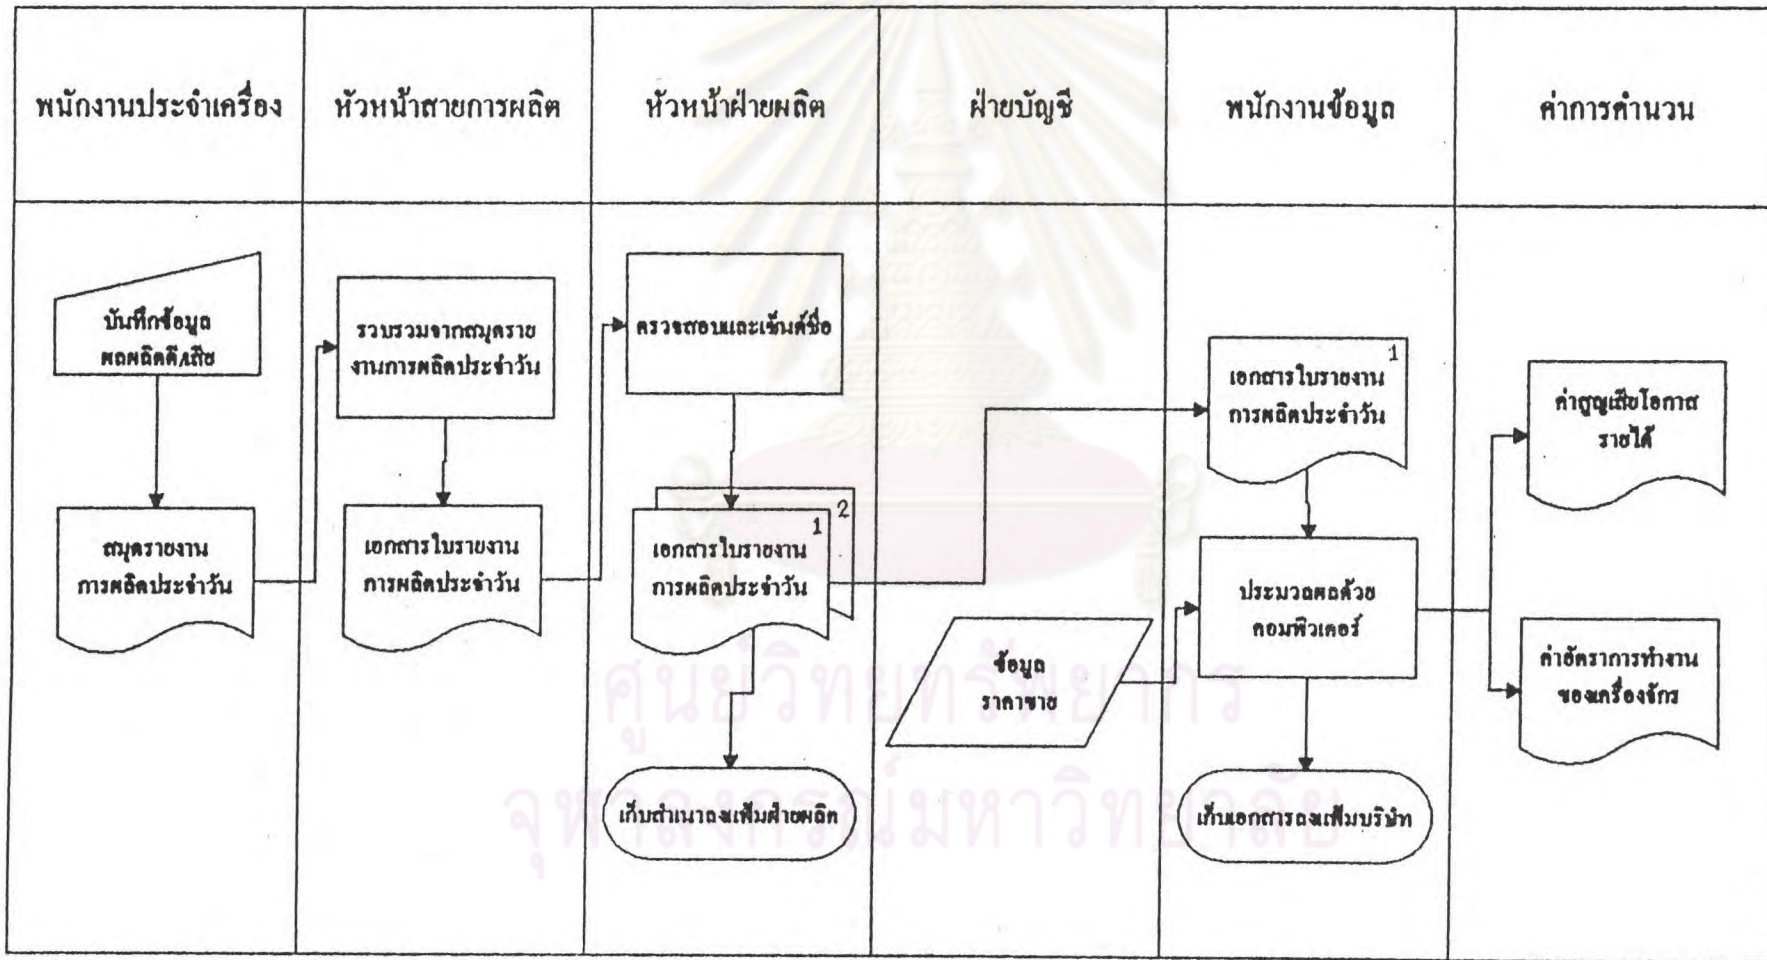 พนักงานประจำเครื่อง
หัวหน้าสายการผลิต
หัวหน้าฝ่ายผลิต
ฝ่ายบัญชี
พนักงานข้อมูล
ค่าการคำนวน
บันทึกข้อมูล
ผลผลิตดี/เสีย
สมุดรายงาน
การผลิตประจำวัน
รวบรวมจากสมุดราย
งานการผลิตประจำวัน
เอกสารใบรายงาน
การผลิตประจำวัน
ตรวจสอบและเซ็นต์ชื่อ
2
1
เอกสารใบรายงาน
การผลิตประจำวัน
เก็บสำเนาลงแฟ้มฝ่ายผลิต
ข้อมูล
ราคาขาย
1
เอกสารใบรายงาน
การผลิตประจำวัน
ประมวลผลด้วย
คอมพิวเตอร์
เก็บเอกสารลงแฟ้มบริษัท
ค่าสูญเสียโอกาส
รายได้
ค่าอัตราการทำงาน
ของเครื่องจักร
ศูนย์วิทยทรัพยากร
จุฬาลงกรณ์มหาวิทยาลัย